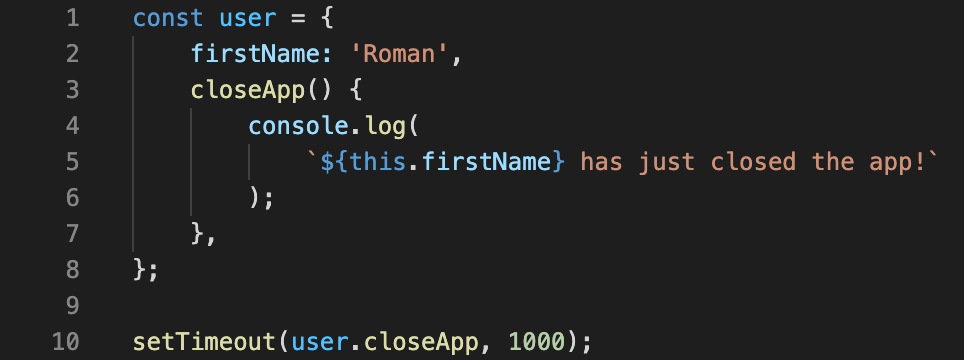 1 const user = {
2     firstName: 'Roman',
3     closeApp() {
4         console.log(
5             `${this.firstName} has just closed the app!`
6         );
7     },
8 };
9
10 setTimeout(user.closeApp, 1000);